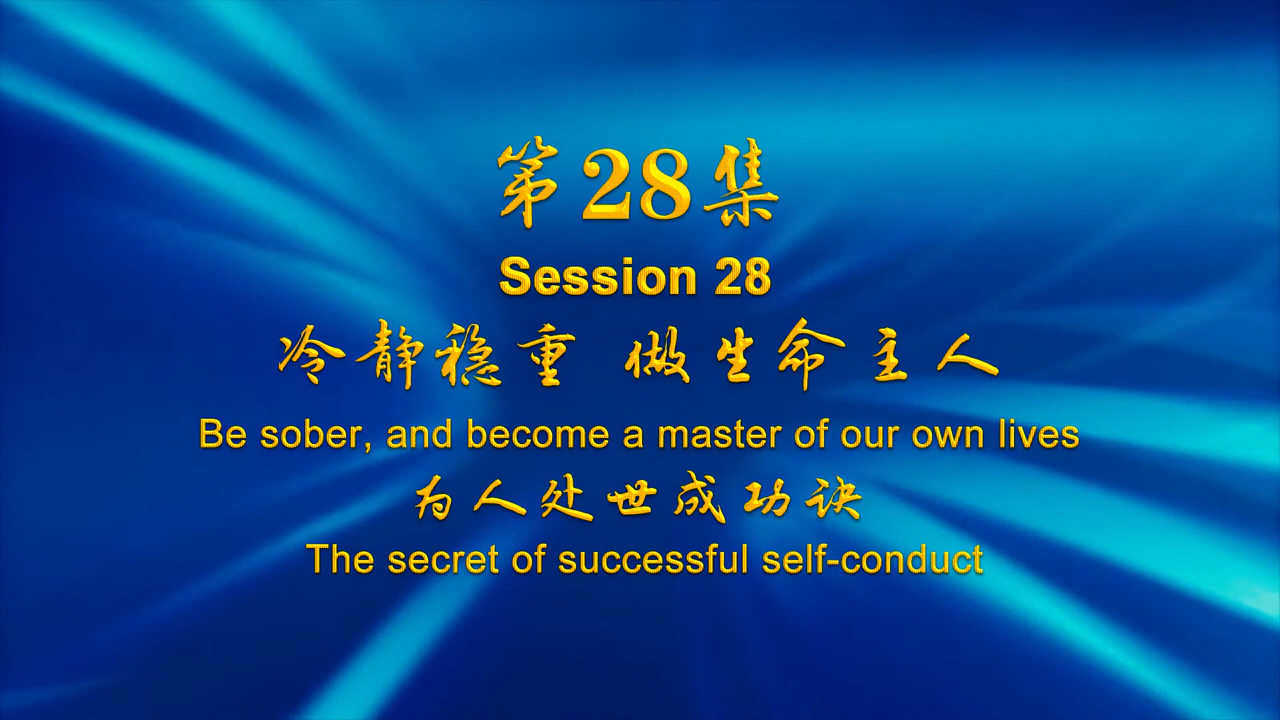 第28集
Session 28
冷静稳重 做生命主人
Be sober, and become a master of our own lives
为人处世成功诀
The secret of successful self-conduct